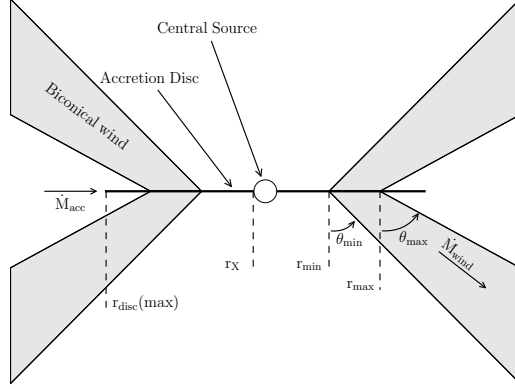 Central Source
Accretion Disc
Biconical wind
Ṁacc
θmin
θmax
Ṁwind
rX
rmin
rmax
rdisc(max)